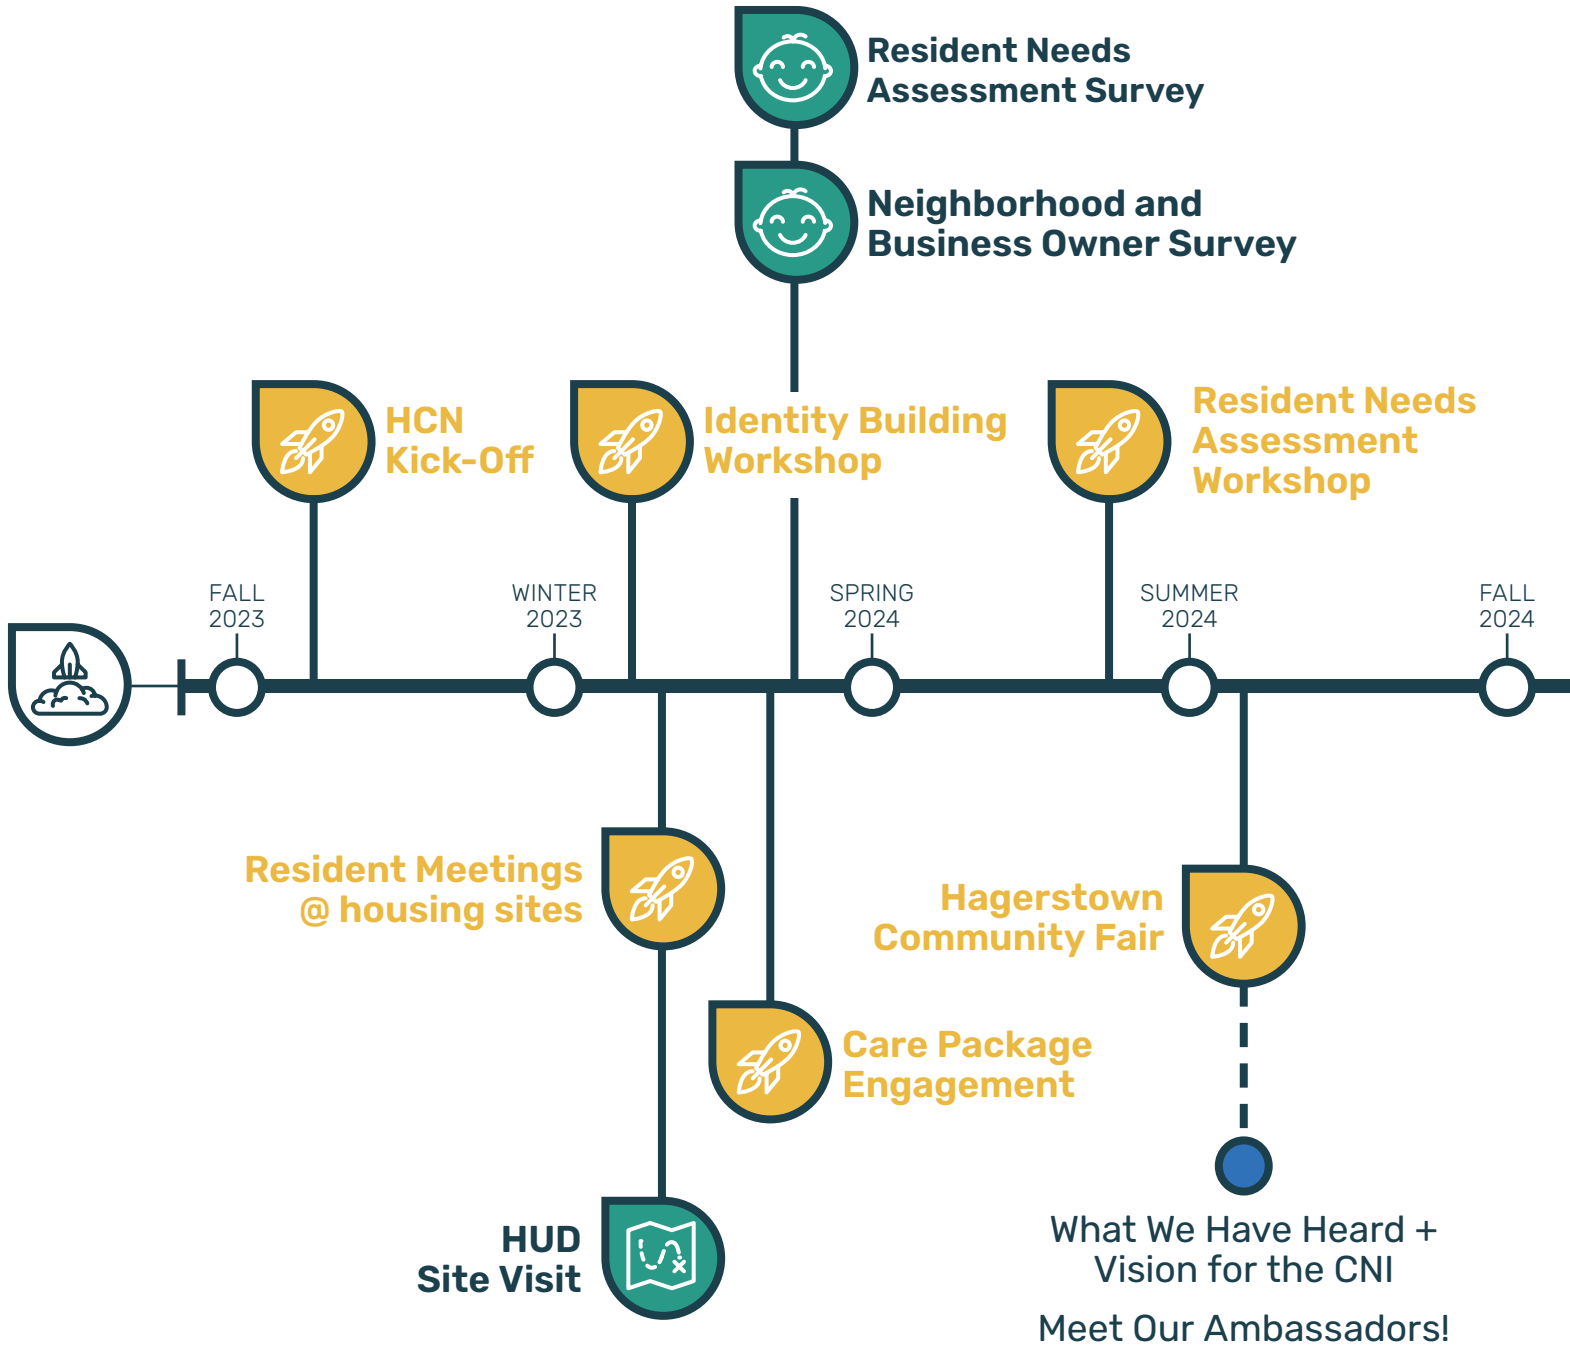 Resident Needs
Assessment Survey
Neighborhood and
Business Owner Survey
HCN
Kick-Off
Identity Building
Workshop
Resident Needs
Assessment
Workshop
FALL
2023
WINTER
2023
SPRING
2024
SUMMER
2024
FALL
2024
Resident Meetings
@ housing sites
Hagerstown
Community Fair
Care Package
Engagement
HUD
Site Visit
What We Have Heard +
Vision for the CNI
Meet Our Ambassadors!